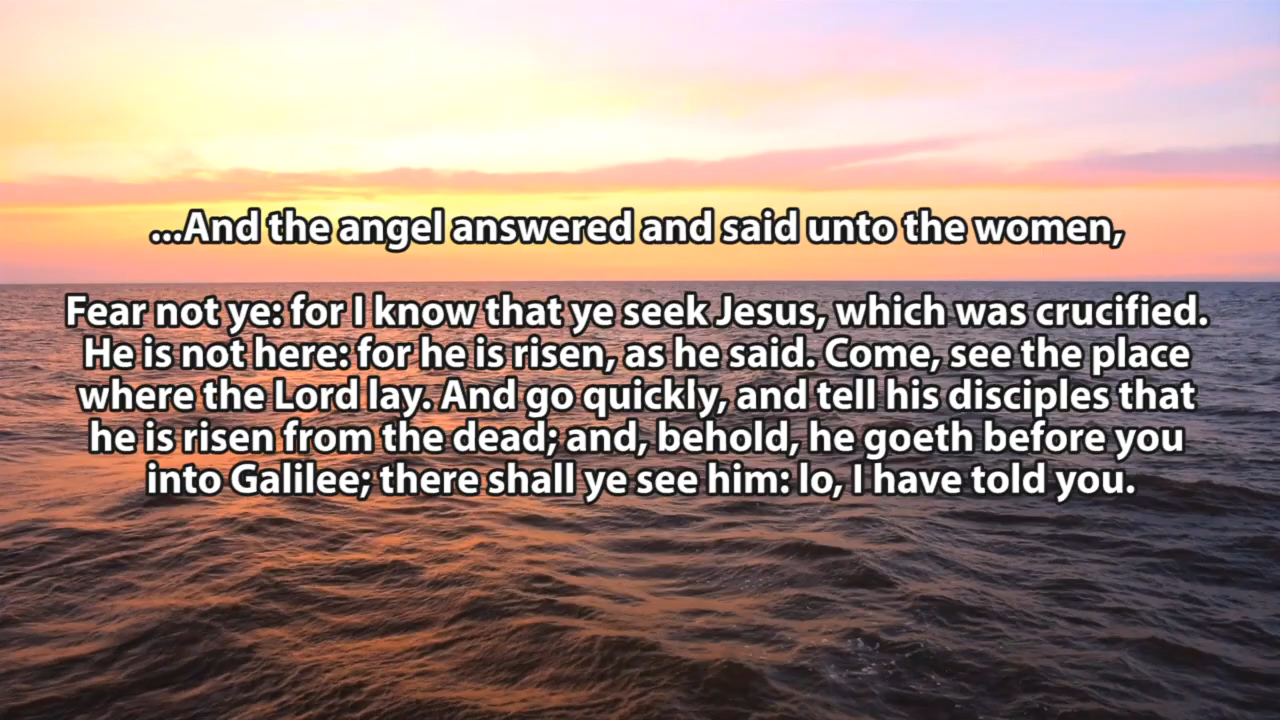 ...And the angel answered and said unto the women,
Fear not ye: for I know that ye seek Jesus, which was crucified.
He is not here: for he is risen, as he said. Come, see the place
where the Lord lay. And go quickly, and tell his disciples that
he is risen from the dead; and, behold, he goeth before you
into Galilee; there shall ye see him: lo, I have told you.